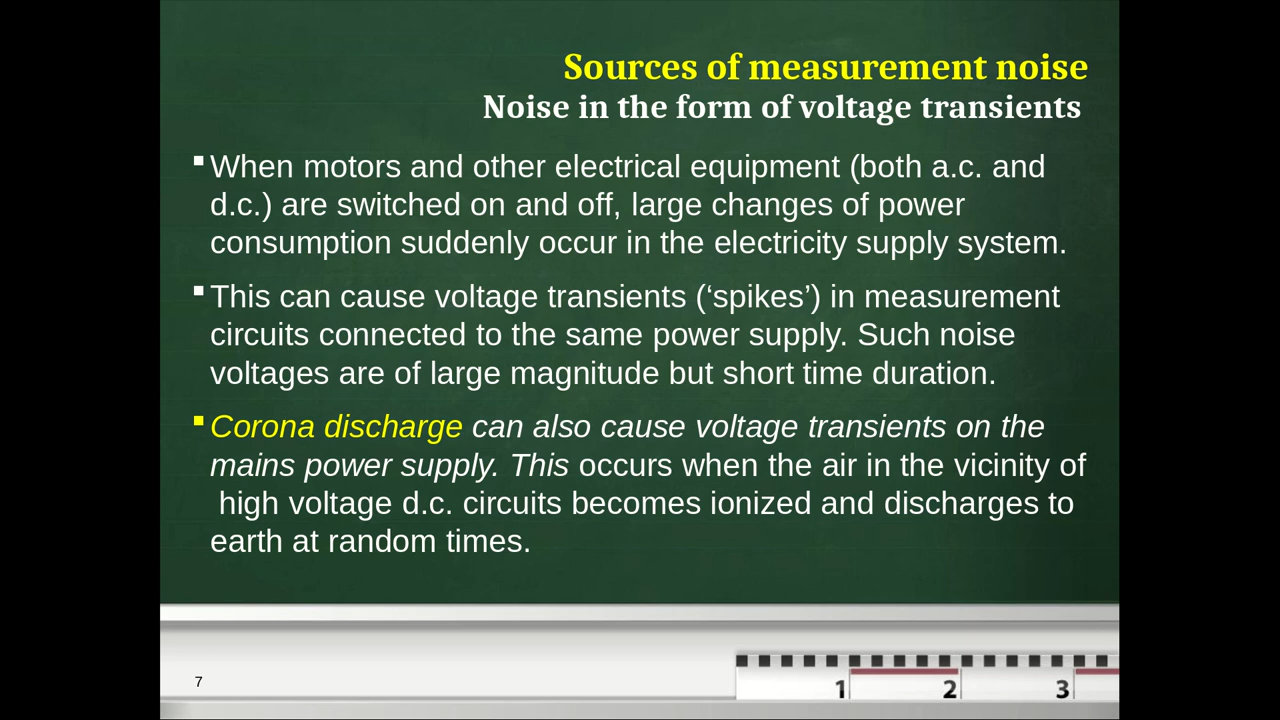 Sources of measurement noise
Noise in the form of voltage transients
▪When motors and other electrical equipment (both a.c. and
d.c.) are switched on and off, large changes of power
consumption suddenly occur in the electricity supply system.
▪This can cause voltage transients (‘spikes’) in measurement
circuits connected to the same power supply. Such noise
voltages are of large magnitude but short time duration.
▪Corona discharge can also cause voltage transients on the
mains power supply. This occurs when the air in the vicinity of
high voltage d.c. circuits becomes ionized and discharges to
earth at random times.
7
1 2 3